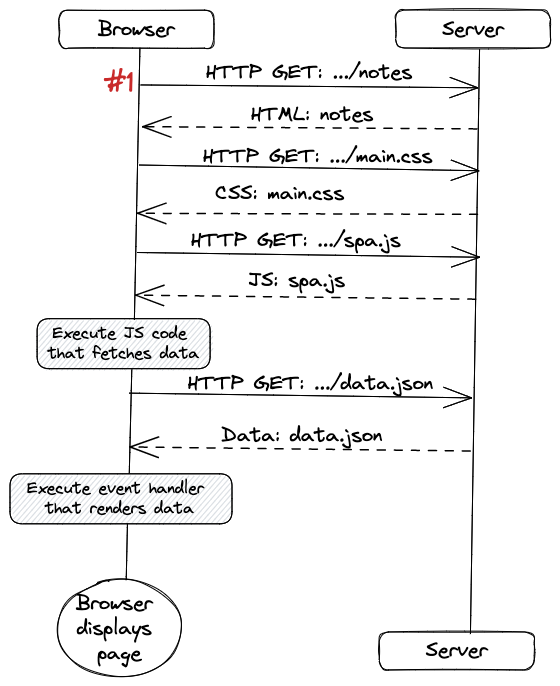 Browser
Server
#1
HTTP GET: .../notes
HTML: notes
HTTP GET: .../main.css
CSS: main.css
HTTP GET: .../spa.js
JS: spa.js
Execute JS code
that fetches data
HTTP GET: .../data.json
Data: data.json
Execute event handler
that renders data
Browser
displays
page
Server